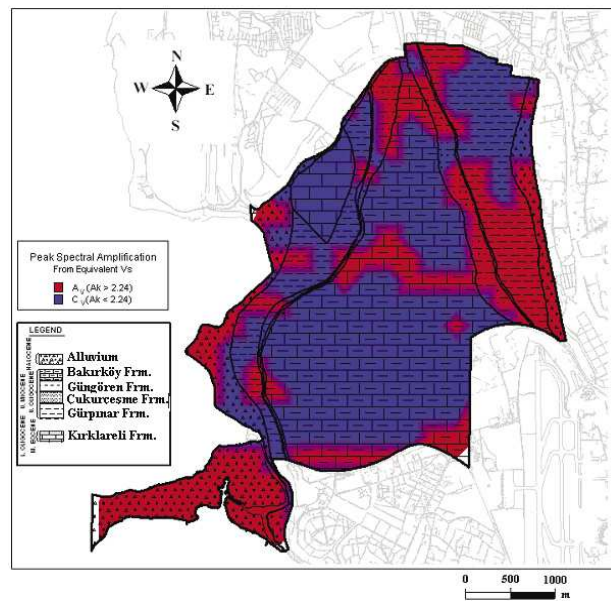 N
W E
S
Peak Spectral Amplification
From Equivalent Vs
A V (Ak > 2.24)
C V (Ak < 2.24)
LEGEND
Alluvium
Bakırköy Frm.
Güngören Frm.
Çukurçeşme Frm.
Gürpınar Frm.
Kırklareli Frm.
0 500 1000
m